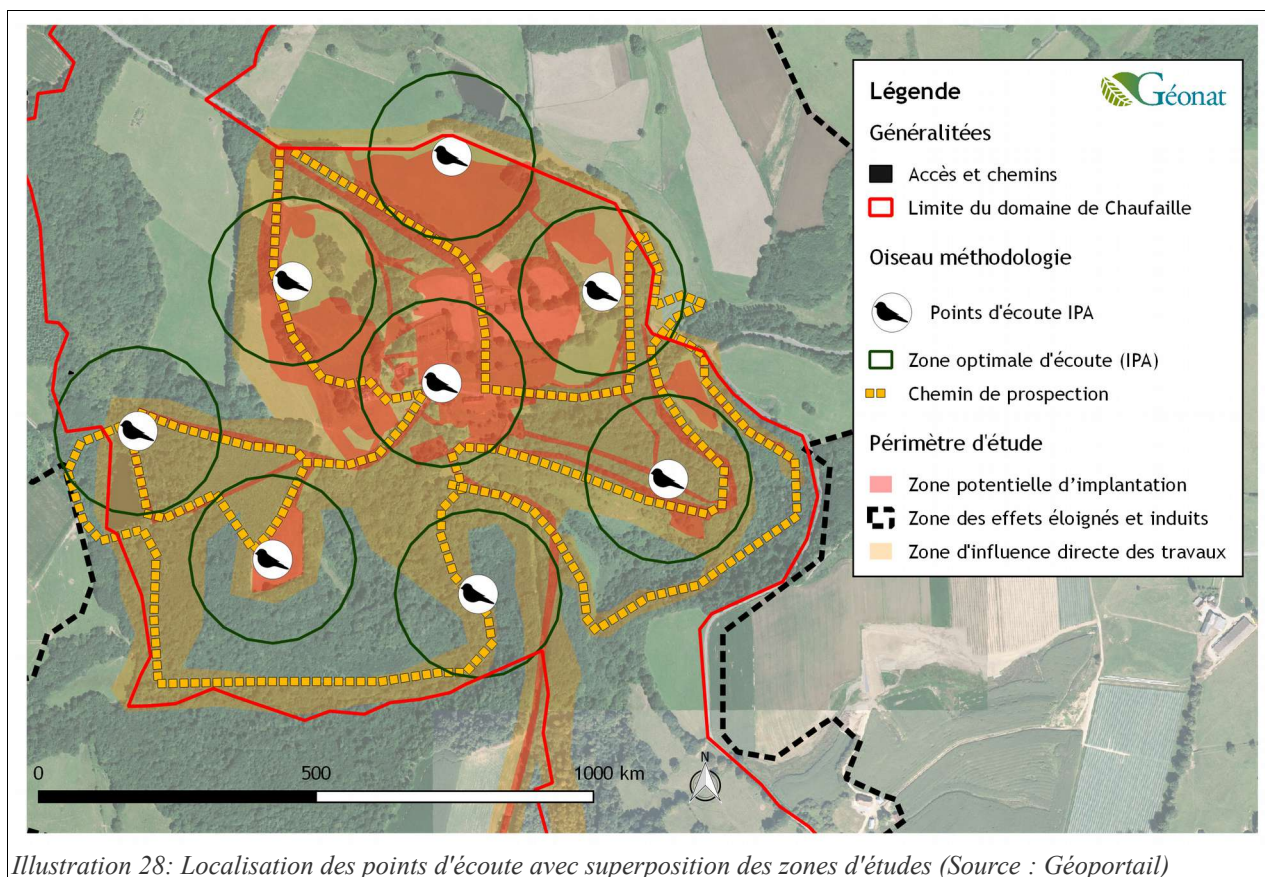 Légende
Géonat
Généralitées
Accès et chemins
Limite du domaine de Chaufaille
Oiseau méthodologie
Points d'écoute IPA
Zone optimale d'écoute (IPA)
Chemin de prospection
Périmètre d'étude
Zone potentielle d'implantation
Zone des effets éloignés et induits
Zone d'influence directe des travaux
0 500 1000 km
N
Illustration 28: Localisation des points d'écoute avec superposition des zones d'études (Source : Géoportail)